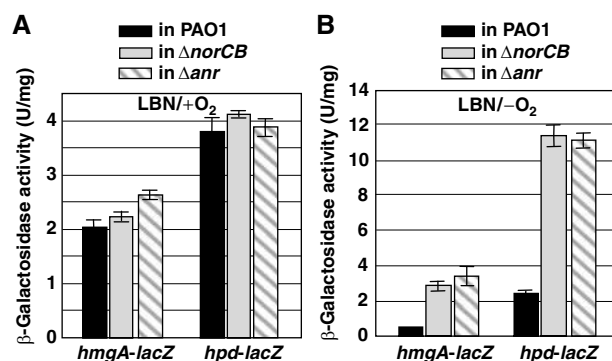 A
in PAO1
in ΔnorCB
in Δanr
β-Galactosidase activity (U/mg)
LBN/+O2
4
3
2
1
0
hmgA-lacZ hpd-lacZ
B
in PAO1
in ΔnorCB
in Δanr
β-Galactosidase activity (U/mg)
LBN/−O2
14
12
10
8
6
4
2
0
hmgA-lacZ hpd-lacZ